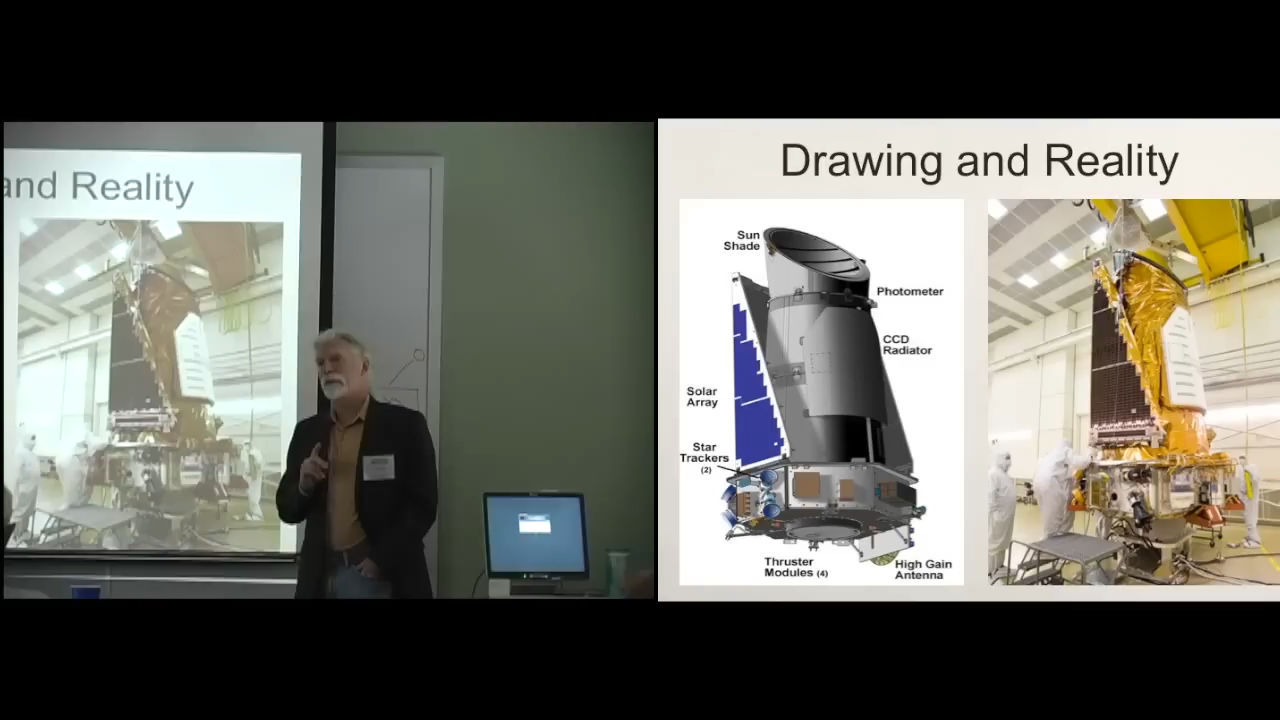 and Reality
Drawing and Reality
Sun
Shade
Photometer
CCD
Radiator
Solar
Array
Star
Trackers
(2)
Thruster
Modules (4)
High Gain
Antenna